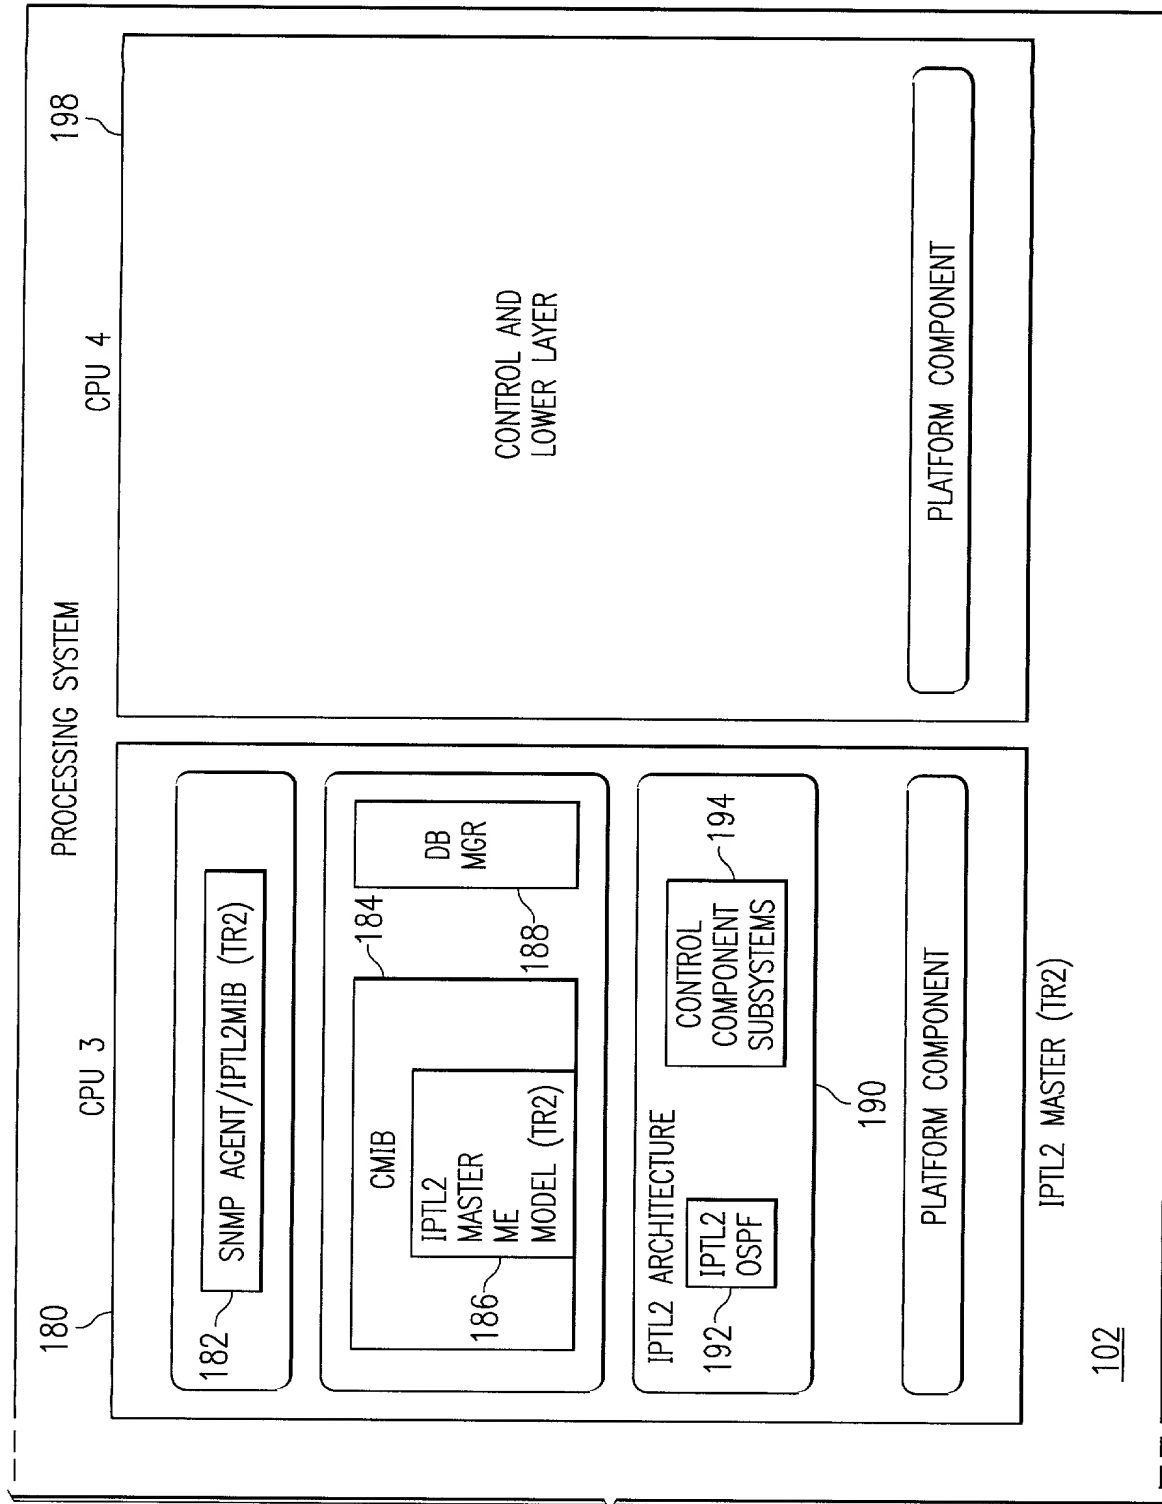 PROCESSING SYSTEM
CPU 3
180
SNMP AGENT/IPTL2MIB (TR2)
182
CMIB
184
IPTL2
MASTER
ME
MODEL (TR2)
186
DB
MGR
188
IPTL2 ARCHITECTURE
IPTL2
OSPF
192
CONTROL
COMPONENT
SUBSYSTEMS
194
190
PLATFORM COMPONENT
IPTL2 MASTER (TR2)
CPU 4
198
CONTROL AND
LOWER LAYER
PLATFORM COMPONENT
102